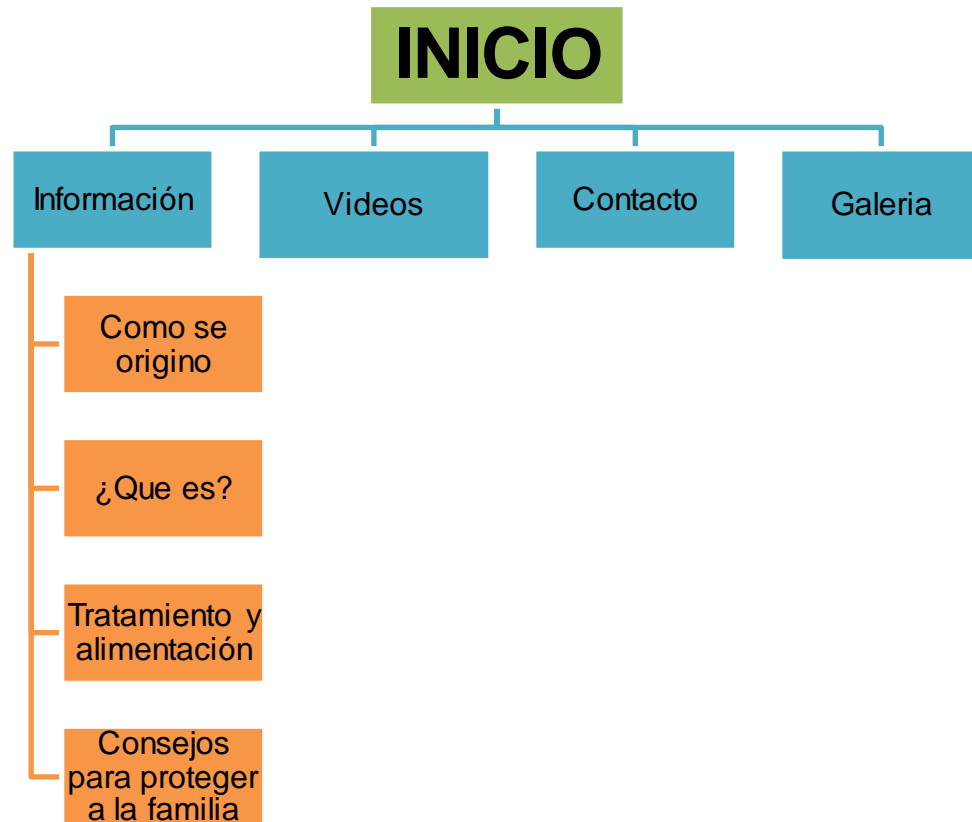 INICIO
Información
Videos
Contacto
Galeria
Como se
origino
¿Que es?
Tratamiento y
alimentación
Consejos
para proteger
a la familia